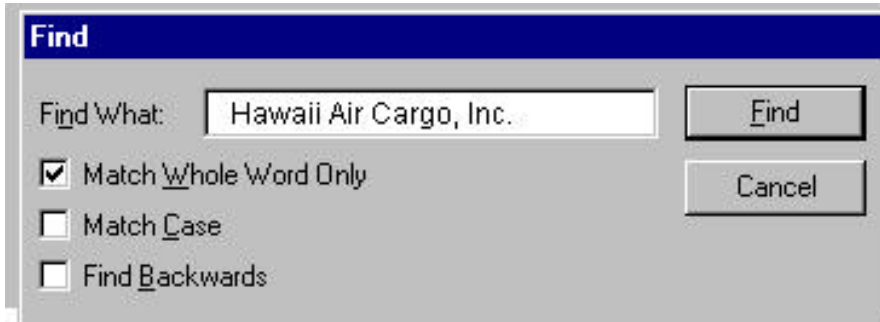 Find
Find What: Hawaii Air Cargo, Inc. Find
Match Whole Word Only
Cancel
Match Case
Find Backwards